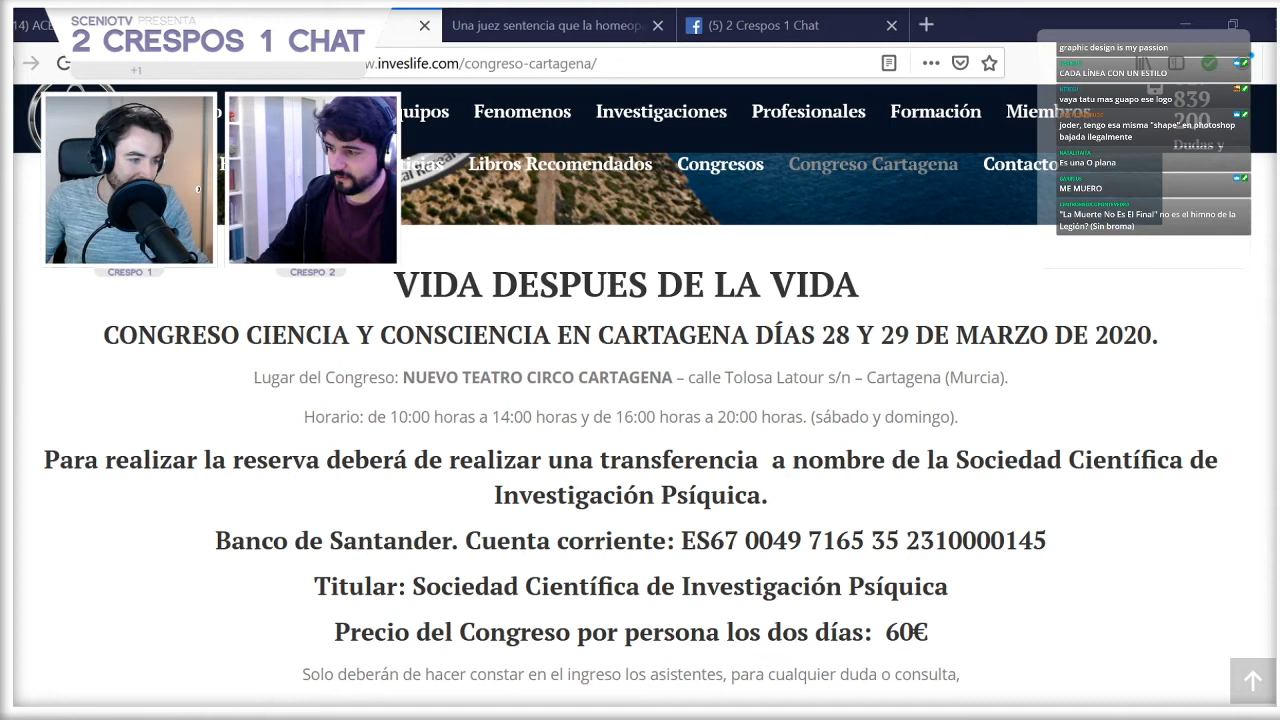 SCENIOTV PRESENTA
2 CRESPOS 1 CHAT
+1
Una juez sentencia que la homeop
(5) 2 Crespos 1 Chat
.inveslife.com/congreso-cartagena/
Fenomenos
Investigaciones
Profesionales
Formación
Miembros
Libros Recomendados
Congresos
Congreso Cartagena
Contacto
839
200
Dudas y
graphic design is my passion
CADA LÍNEA CON UN ESTILO
vaya tatu mas guapo ese logo
joder, tengo esa misma "shape" en photoshop
bajada ilegalmente
Es una O plana
ME MUERO
"La Muerte No Es El Final" no es el himno de la
Legión? (Sin broma)
CRESPO 1
CRESPO 2
VIDA DESPUES DE LA VIDA
CONGRESO CIENCIA Y CONSCIENCIA EN CARTAGENA DÍAS 28 Y 29 DE MARZO DE 2020.
Lugar del Congreso: NUEVO TEATRO CIRCO CARTAGENA – calle Tolosa Latour s/n – Cartagena (Murcia).
Horario: de 10:00 horas a 14:00 horas y de 16:00 horas a 20:00 horas. (sábado y domingo).
Para realizar la reserva deberá de realizar una transferencia a nombre de la Sociedad Científica de
Investigación Psíquica.
Banco de Santander. Cuenta corriente: ES67 0049 7165 35 2310000145
Titular: Sociedad Científica de Investigación Psíquica
Precio del Congreso por persona los dos días: 60€
Solo deberán de hacer constar en el ingreso los asistentes, para cualquier duda o consulta,